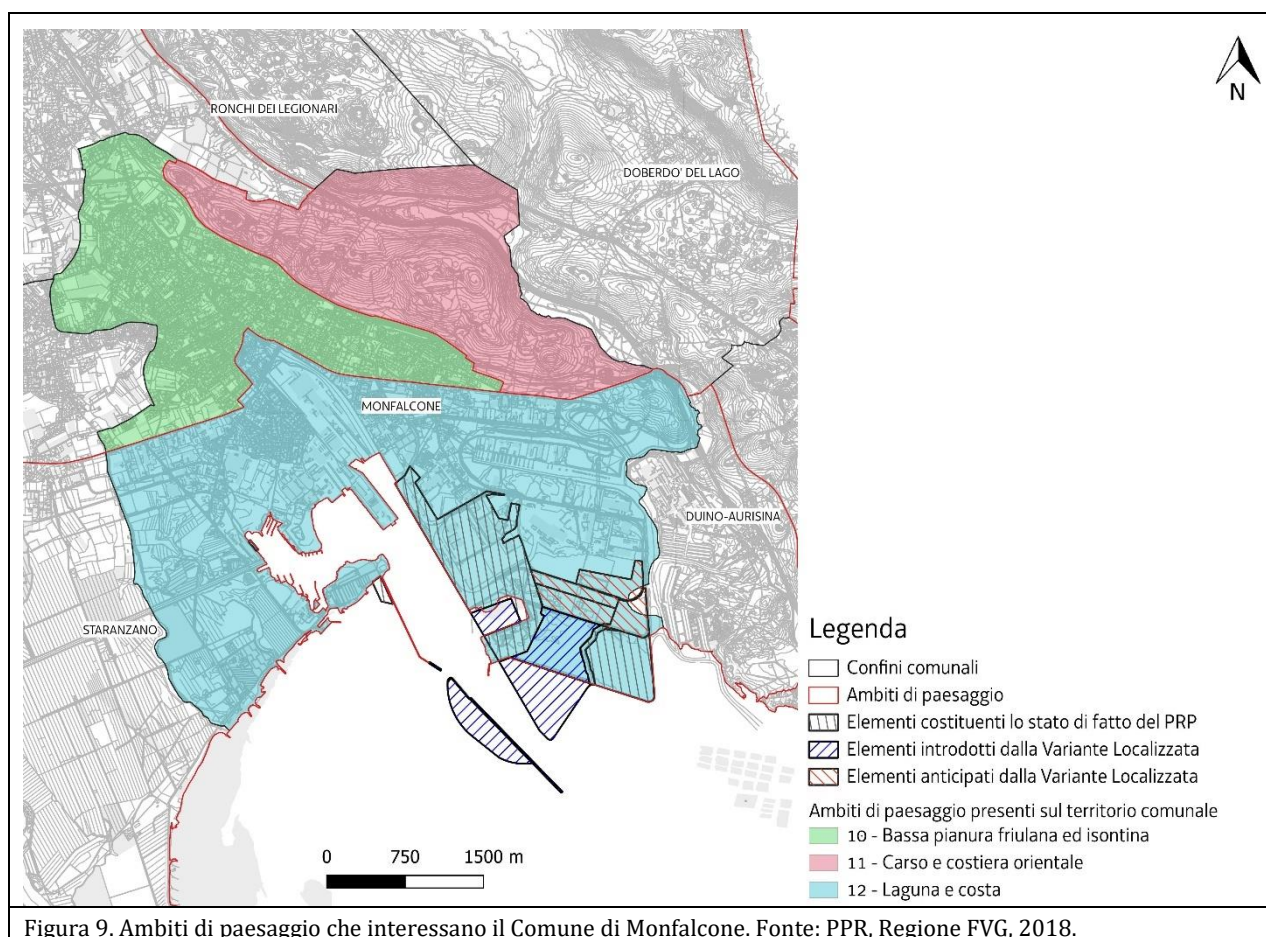 N
RONCHI DEI LEGIONARI
DOBERDO' DEL LAGO
MONFALCONE
DUINO-AURISINA
STARANZANO
Legenda
Confini comunali
Ambiti di paesaggio
Elementi costituenti lo stato di fatto del PRP
Elementi introdotti dalla Variante Localizzata
Elementi anticipati dalla Variante Localizzata
Ambiti di paesaggio presenti sul territorio comunale
10 - Bassa pianura friulana ed isontina
11 - Carso e costiera orientale
12 - Laguna e costa
0 750 1500 m
Figura 9. Ambiti di paesaggio che interessano il Comune di Monfalcone. Fonte: PPR, Regione FVG, 2018.